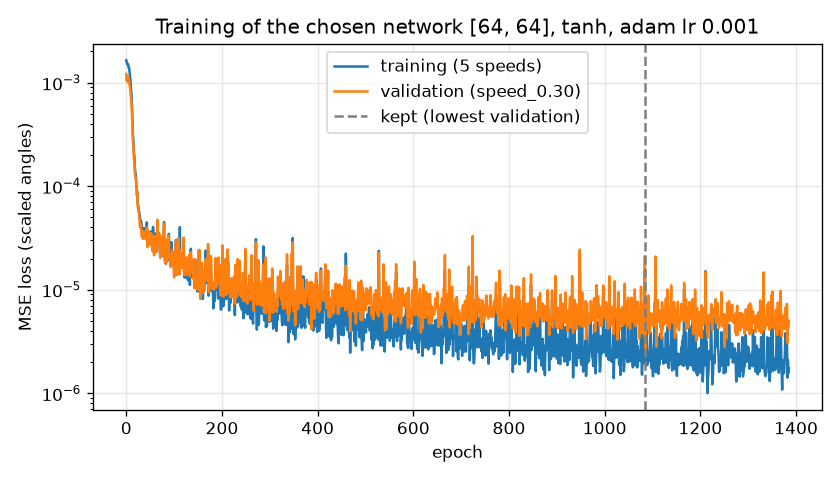 Training of the chosen network [64, 64], tanh, adam lr 0.001
training (5 speeds)
validation (speed_0.30)
kept (lowest validation)
MSE loss (scaled angles)
10⁻³
10⁻⁴
10⁻⁵
10⁻⁶
0 200 400 600 800 1000 1200 1400
epoch